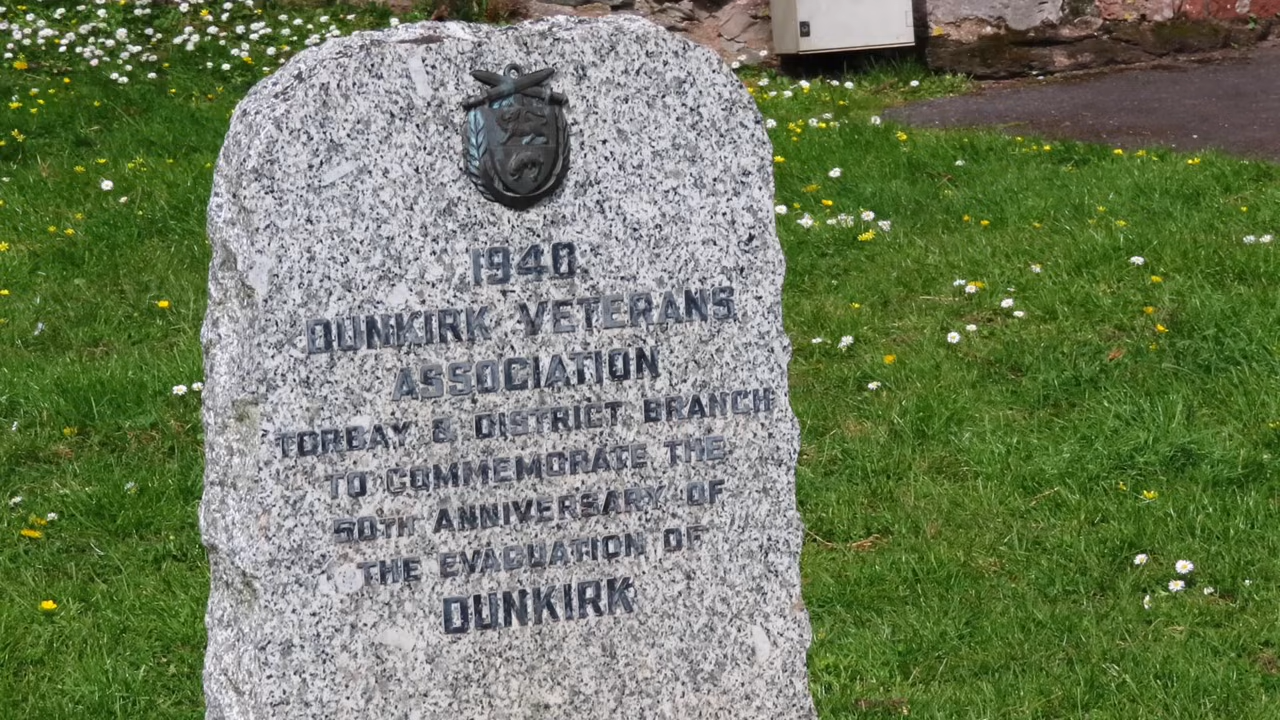 1940.
DUNKIRK VETERANS
ASSOCIATION
TORBAY & DISTRICT BRANCH
TO COMMEMORATE THE
50TH ANNIVERSARY OF
THE EVACUATION OF
DUNKIRK